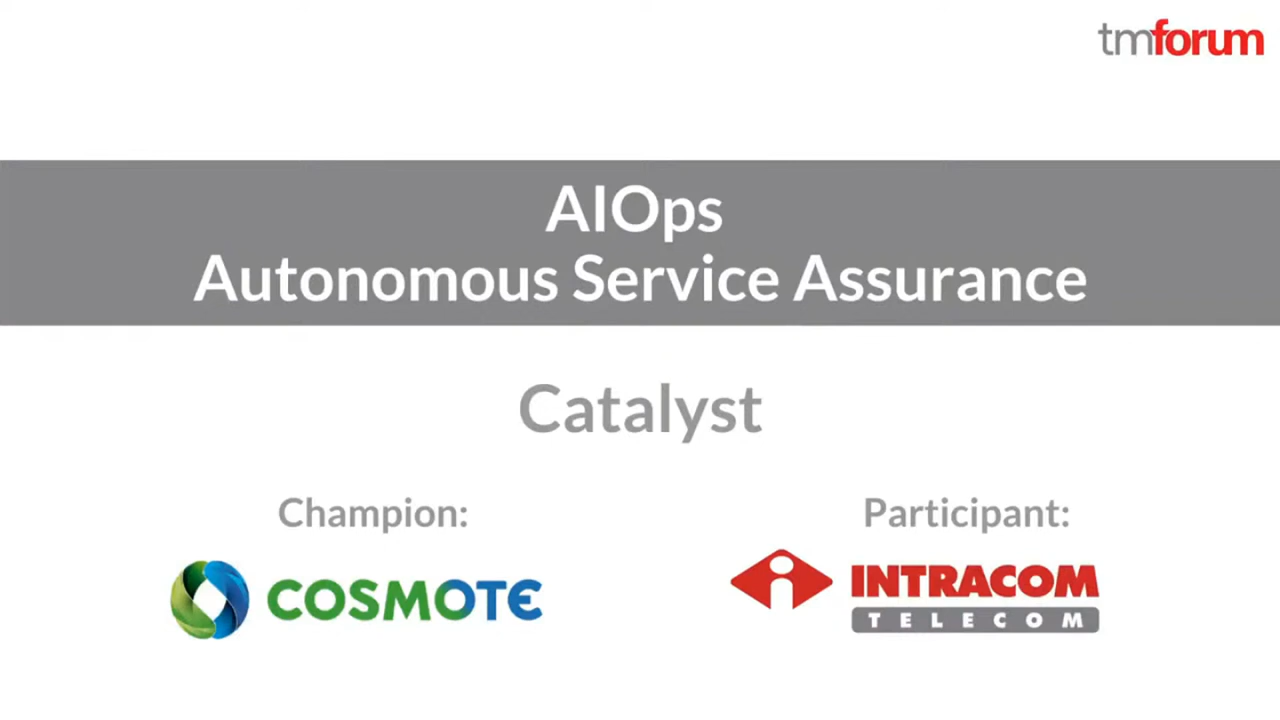 tmforum
AIOps
Autonomous Service Assurance
Catalyst
Champion:
Participant:
COSMOTE
INTRACOM
TELECOM